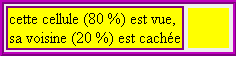 cette cellule (80 %) est vue,
sa voisine (20 %) est cachée